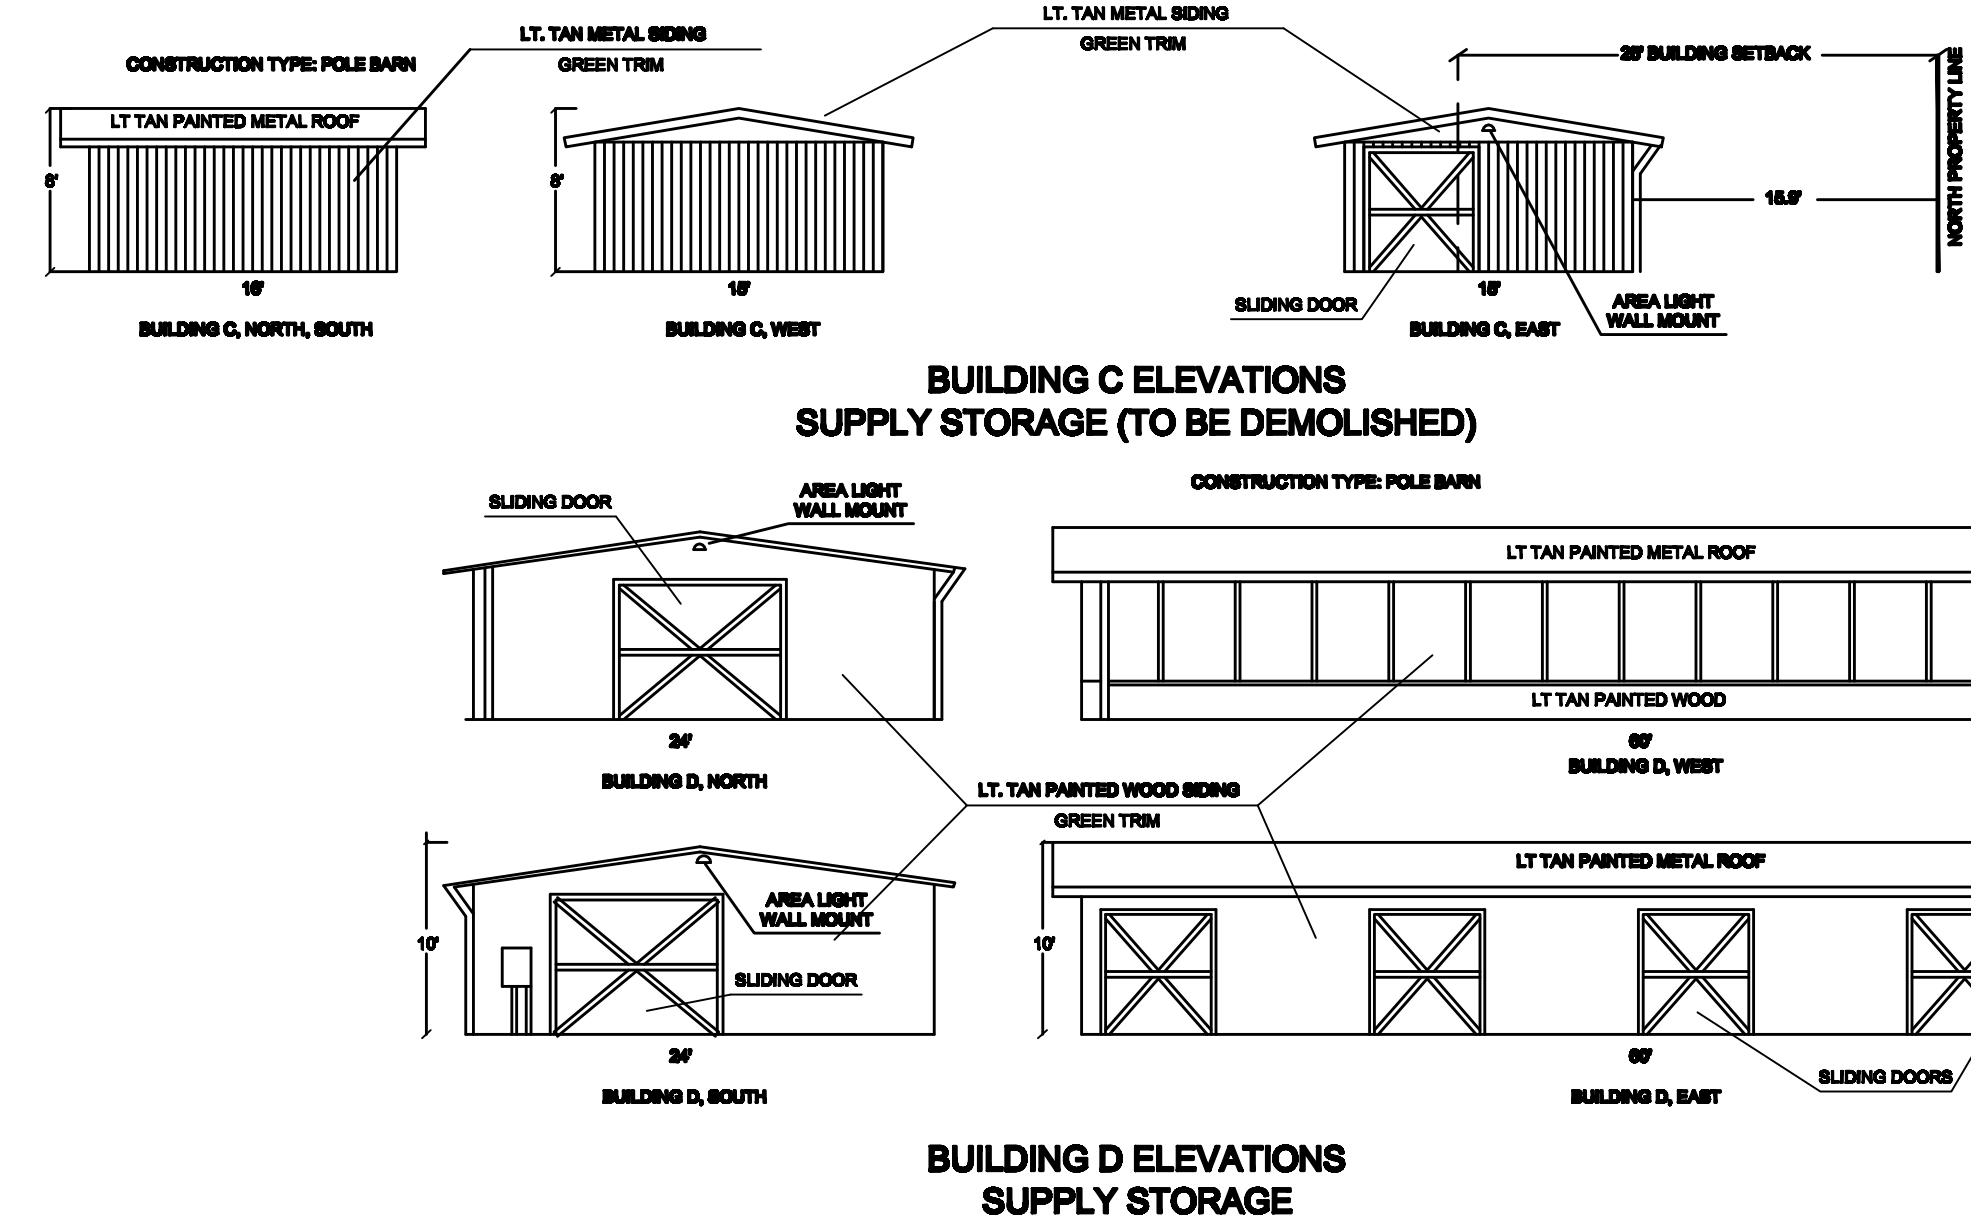 LT. TAN METAL SIDING
GREEN TRIM
LT. TAN METAL SIDING
GREEN TRIM
CONSTRUCTION TYPE: POLE BARN
25' BUILDING SETBACK
NORTH PROPERTY LINE
LT TAN PAINTED METAL ROOF
8'
8'
15.9'
16'
15'
15'
SLIDING DOOR
AREA LIGHT
WALL MOUNT
BUILDING C, NORTH, SOUTH
BUILDING C, WEST
BUILDING C, EAST
BUILDING C ELEVATIONS
SUPPLY STORAGE (TO BE DEMOLISHED)
CONSTRUCTION TYPE: POLE BARN
SLIDING DOOR
AREA LIGHT
WALL MOUNT
LT TAN PAINTED METAL ROOF
LT TAN PAINTED WOOD
24'
BUILDING D, NORTH
60'
BUILDING D, WEST
LT. TAN PAINTED WOOD SIDING
GREEN TRIM
LT TAN PAINTED METAL ROOF
AREA LIGHT
WALL MOUNT
10'
10'
SLIDING DOOR
24'
BUILDING D, SOUTH
60'
BUILDING D, EAST
SLIDING DOORS
BUILDING D ELEVATIONS
SUPPLY STORAGE